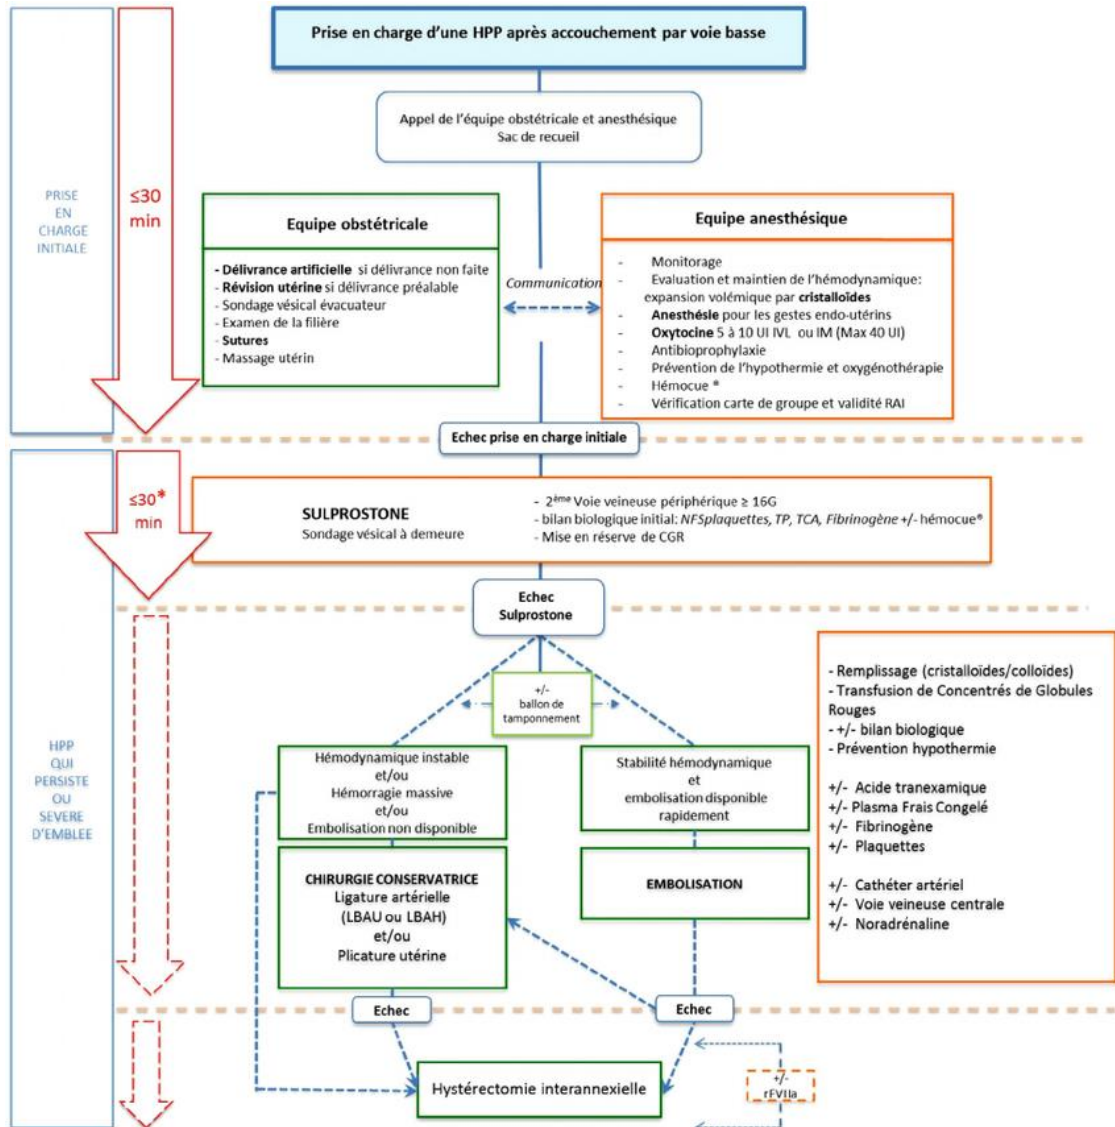 Prise en charge d'une HPP après accouchement par voie basse
Appel de l'équipe obstétricale et anesthésique
Sac de recueil
PRISE
EN
CHARGE
INITIALE
≤30
min
Equipe obstétricale
- Délivrance artificielle si délivrance non faite
- Révision utérine si délivrance préalable
- Sondage vésical évacuateur
- Examen de la filière
- Sutures
- Massage utérin
Communication
Equipe anesthésique
- Monitorage
- Evaluation et maintien de l'hémodynamique:
expansion volémique par cristalloïdes
- Anesthésie pour les gestes endo-utérins
- Oxytocine 5 à 10 UI IVL ou IM (Max 40 UI)
- Antibioprophylaxie
- Prévention de l'hypothermie et oxygénothérapie
- Hémocue ®
- Vérification carte de groupe et validité RAI
Echec prise en charge initiale
≤30*
min
SULPROSTONE
Sondage vésical à demeure
- 2ème Voie veineuse périphérique ≥ 16G
- bilan biologique initial: NFSplaquettes, TP, TCA, Fibrinogène +/- hémocue®
- Mise en réserve de CGR
Echec
Sulprostone
HPP
QUI
PERSISTE
OU
SEVERE
D'EMBLEE
+/-
ballon de
tamponnement
Hémodynamique instable
et/ou
Hémorragie massive
et/ou
Embolisation non disponible
Stabilité hémodynamique
et
embolisation disponible
rapidement
CHIRURGIE CONSERVATRICE
Ligature artérielle
(LBAU ou LBAH)
et/ou
Plicature utérine
EMBOLISATION
- Remplissage (cristalloïdes/colloïdes)
- Transfusion de Concentrés de Globules
Rouges
- +/- bilan biologique
- Prévention hypothermie
+/- Acide tranexamique
+/- Plasma Frais Congelé
+/- Fibrinogène
+/- Plaquettes
+/- Cathéter artériel
+/- Voie veineuse centrale
+/- Noradrénaline
Echec
Echec
Hystérectomie interannexielle
+/-
rFVIIa